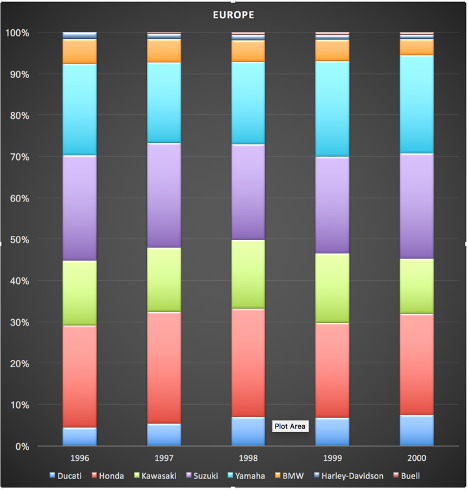 EUROPE
100%
90%
80%
70%
60%
50%
40%
30%
20%
10%
0%
Plot Area
1996 1997 1998 1999 2000
Ducati Honda Kawasaki Suzuki Yamaha BMW Harley-Davidson Buell